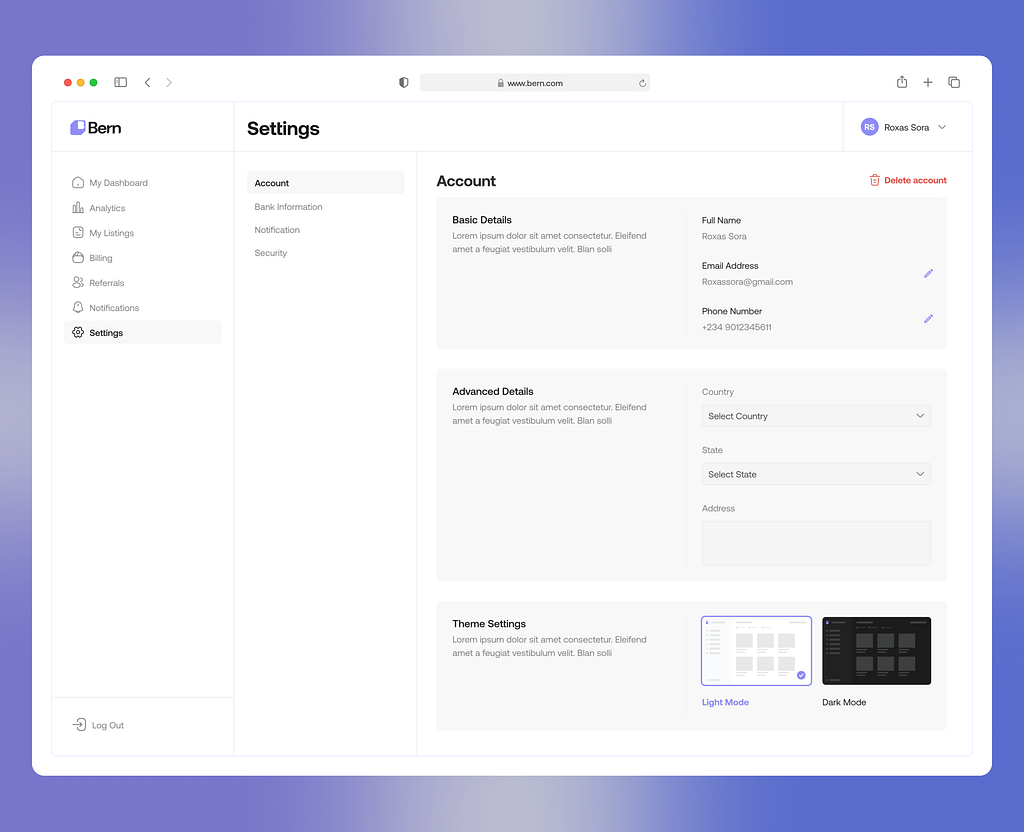 www.bern.com
Bern
Settings
RS
Roxas Sora
My Dashboard
Analytics
My Listings
Billing
Referrals
Notifications
Settings
Log Out
Account
Bank Information
Notification
Security
Account
Delete account
Basic Details
Lorem ipsum dolor sit amet consectetur. Eleifend
amet a feugiat vestibulum velit. Blan solli
Full Name
Roxas Sora
Email Address
Roxassora@gmail.com
Phone Number
+234 9012345611
Advanced Details
Lorem ipsum dolor sit amet consectetur. Eleifend
amet a feugiat vestibulum velit. Blan solli
Country
Select Country
State
Select State
Address
Theme Settings
Lorem ipsum dolor sit amet consectetur. Eleifend
amet a feugiat vestibulum velit. Blan solli
Light Mode
Dark Mode